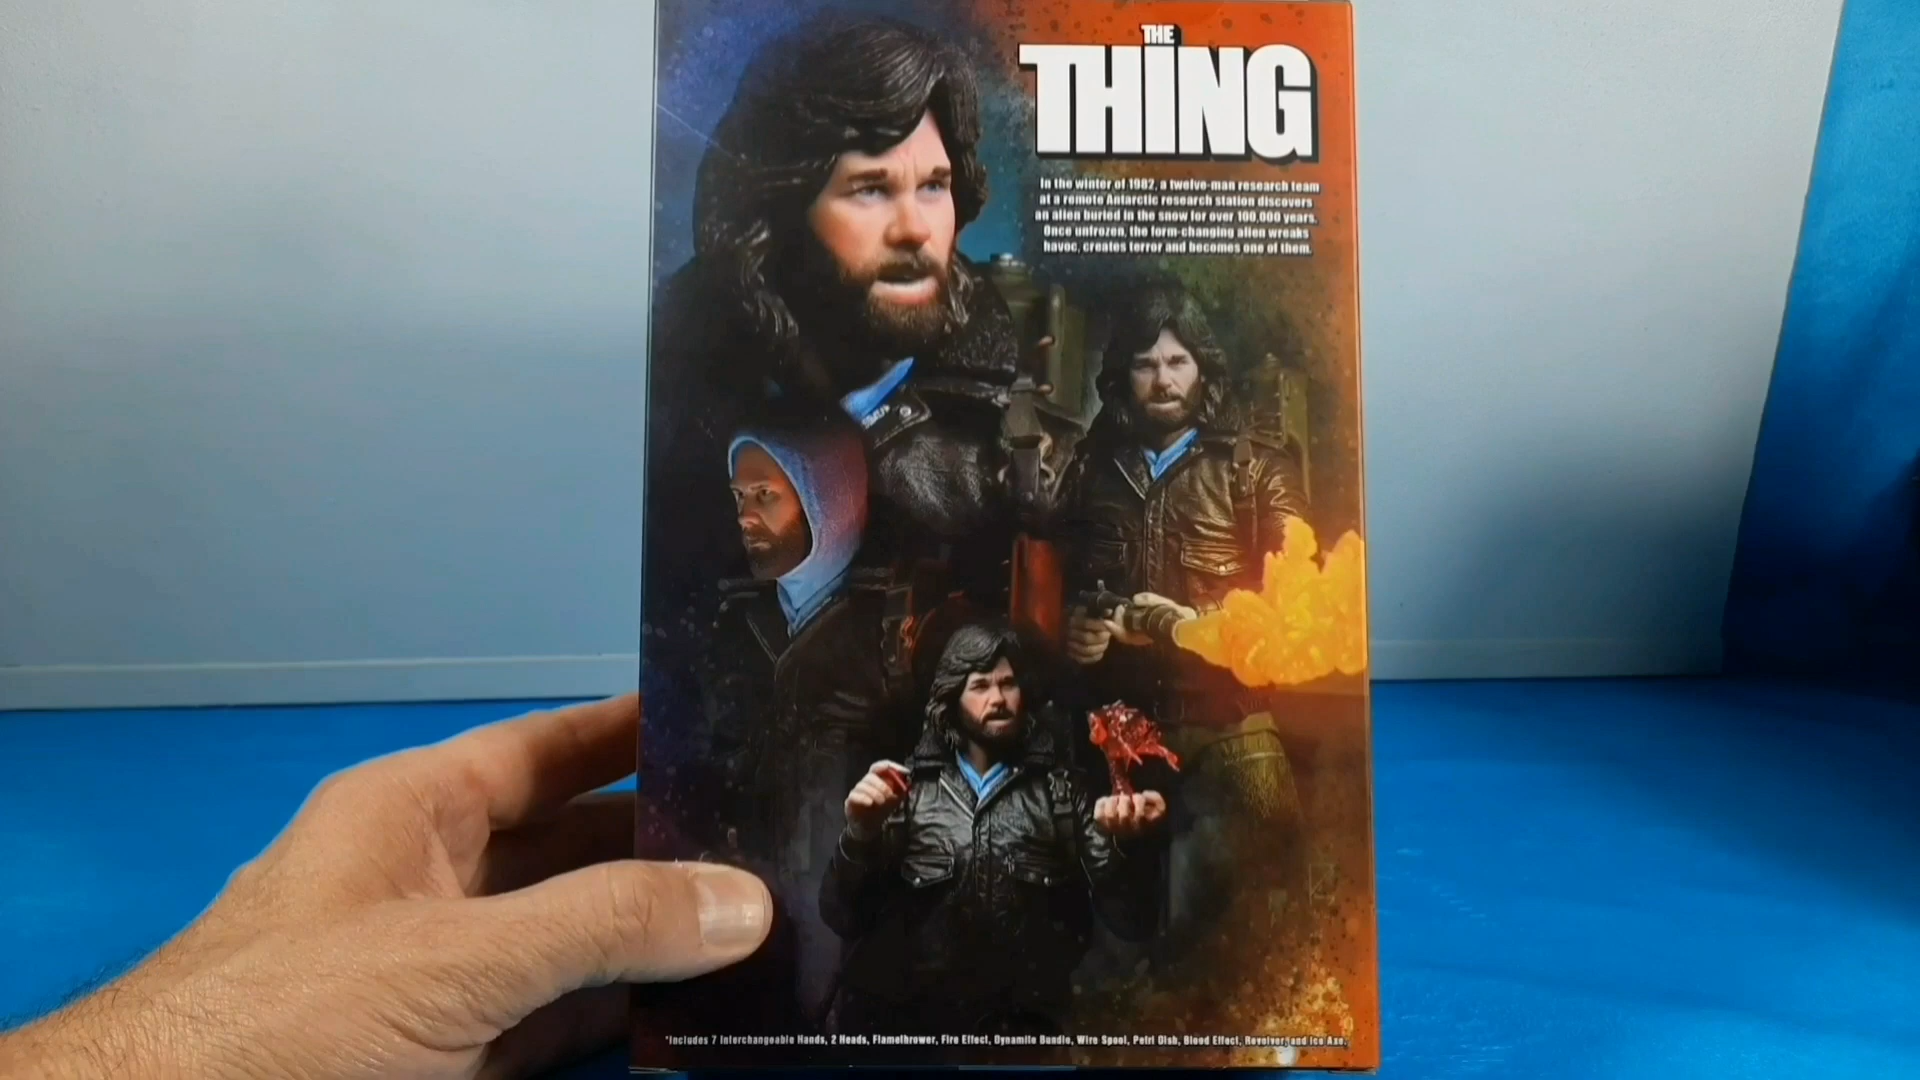 THE
THING
In the winter of 1982, a twelve-man research team
at a remote Antarctic research station discovers
an alien buried in the snow for over 100,000 years.
Once unfrozen, the form-changing alien wreaks
havoc, creates terror and becomes one of them.
*Includes 7 Interchangeable Hands, 2 Heads, Flamethrower, Fire Effect, Dynamite Bundle, Wire Spool, Petri Dish, Blood Effect, Revolver, and Ice Axe.